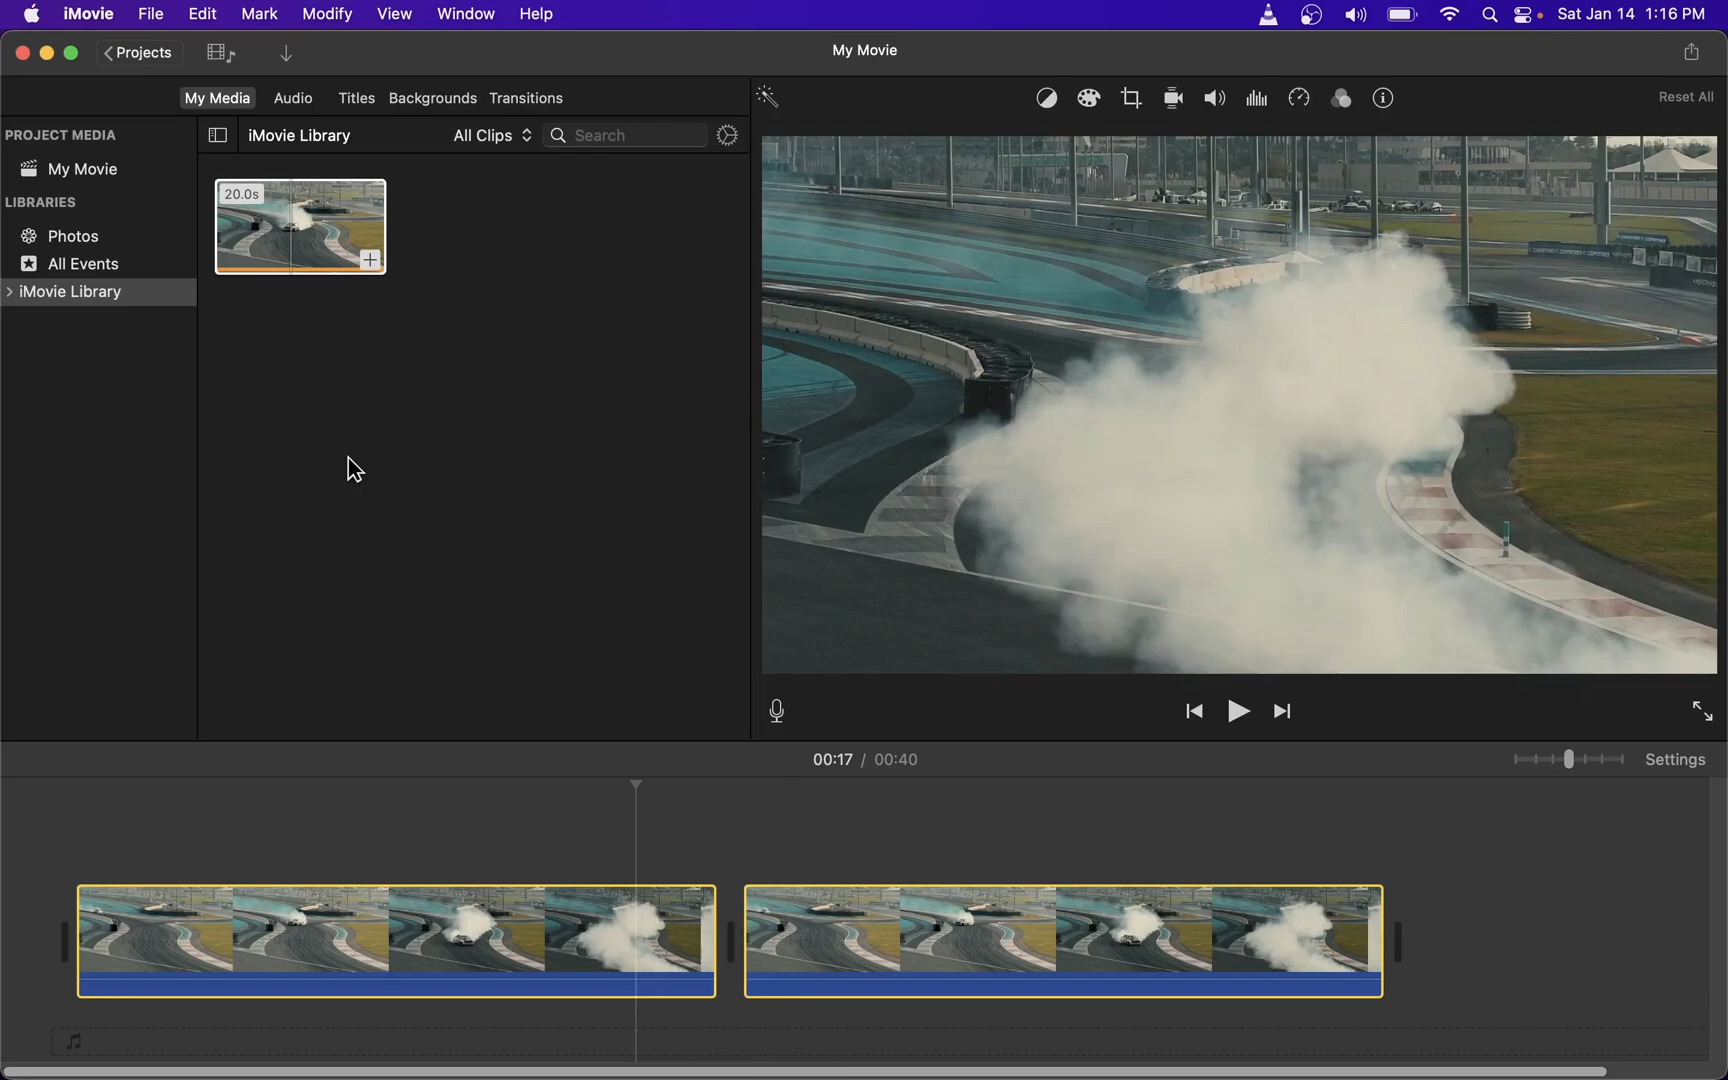 iMovie File Edit Mark Modify View Window Help Sat Jan 14 1:16 PM
Projects My Movie
My Media Audio Titles Backgrounds Transitions Reset All
PROJECT MEDIA
My Movie
LIBRARIES
Photos
All Events
iMovie Library
iMovie Library All Clips Search
20.0s
00:17 / 00:40 Settings